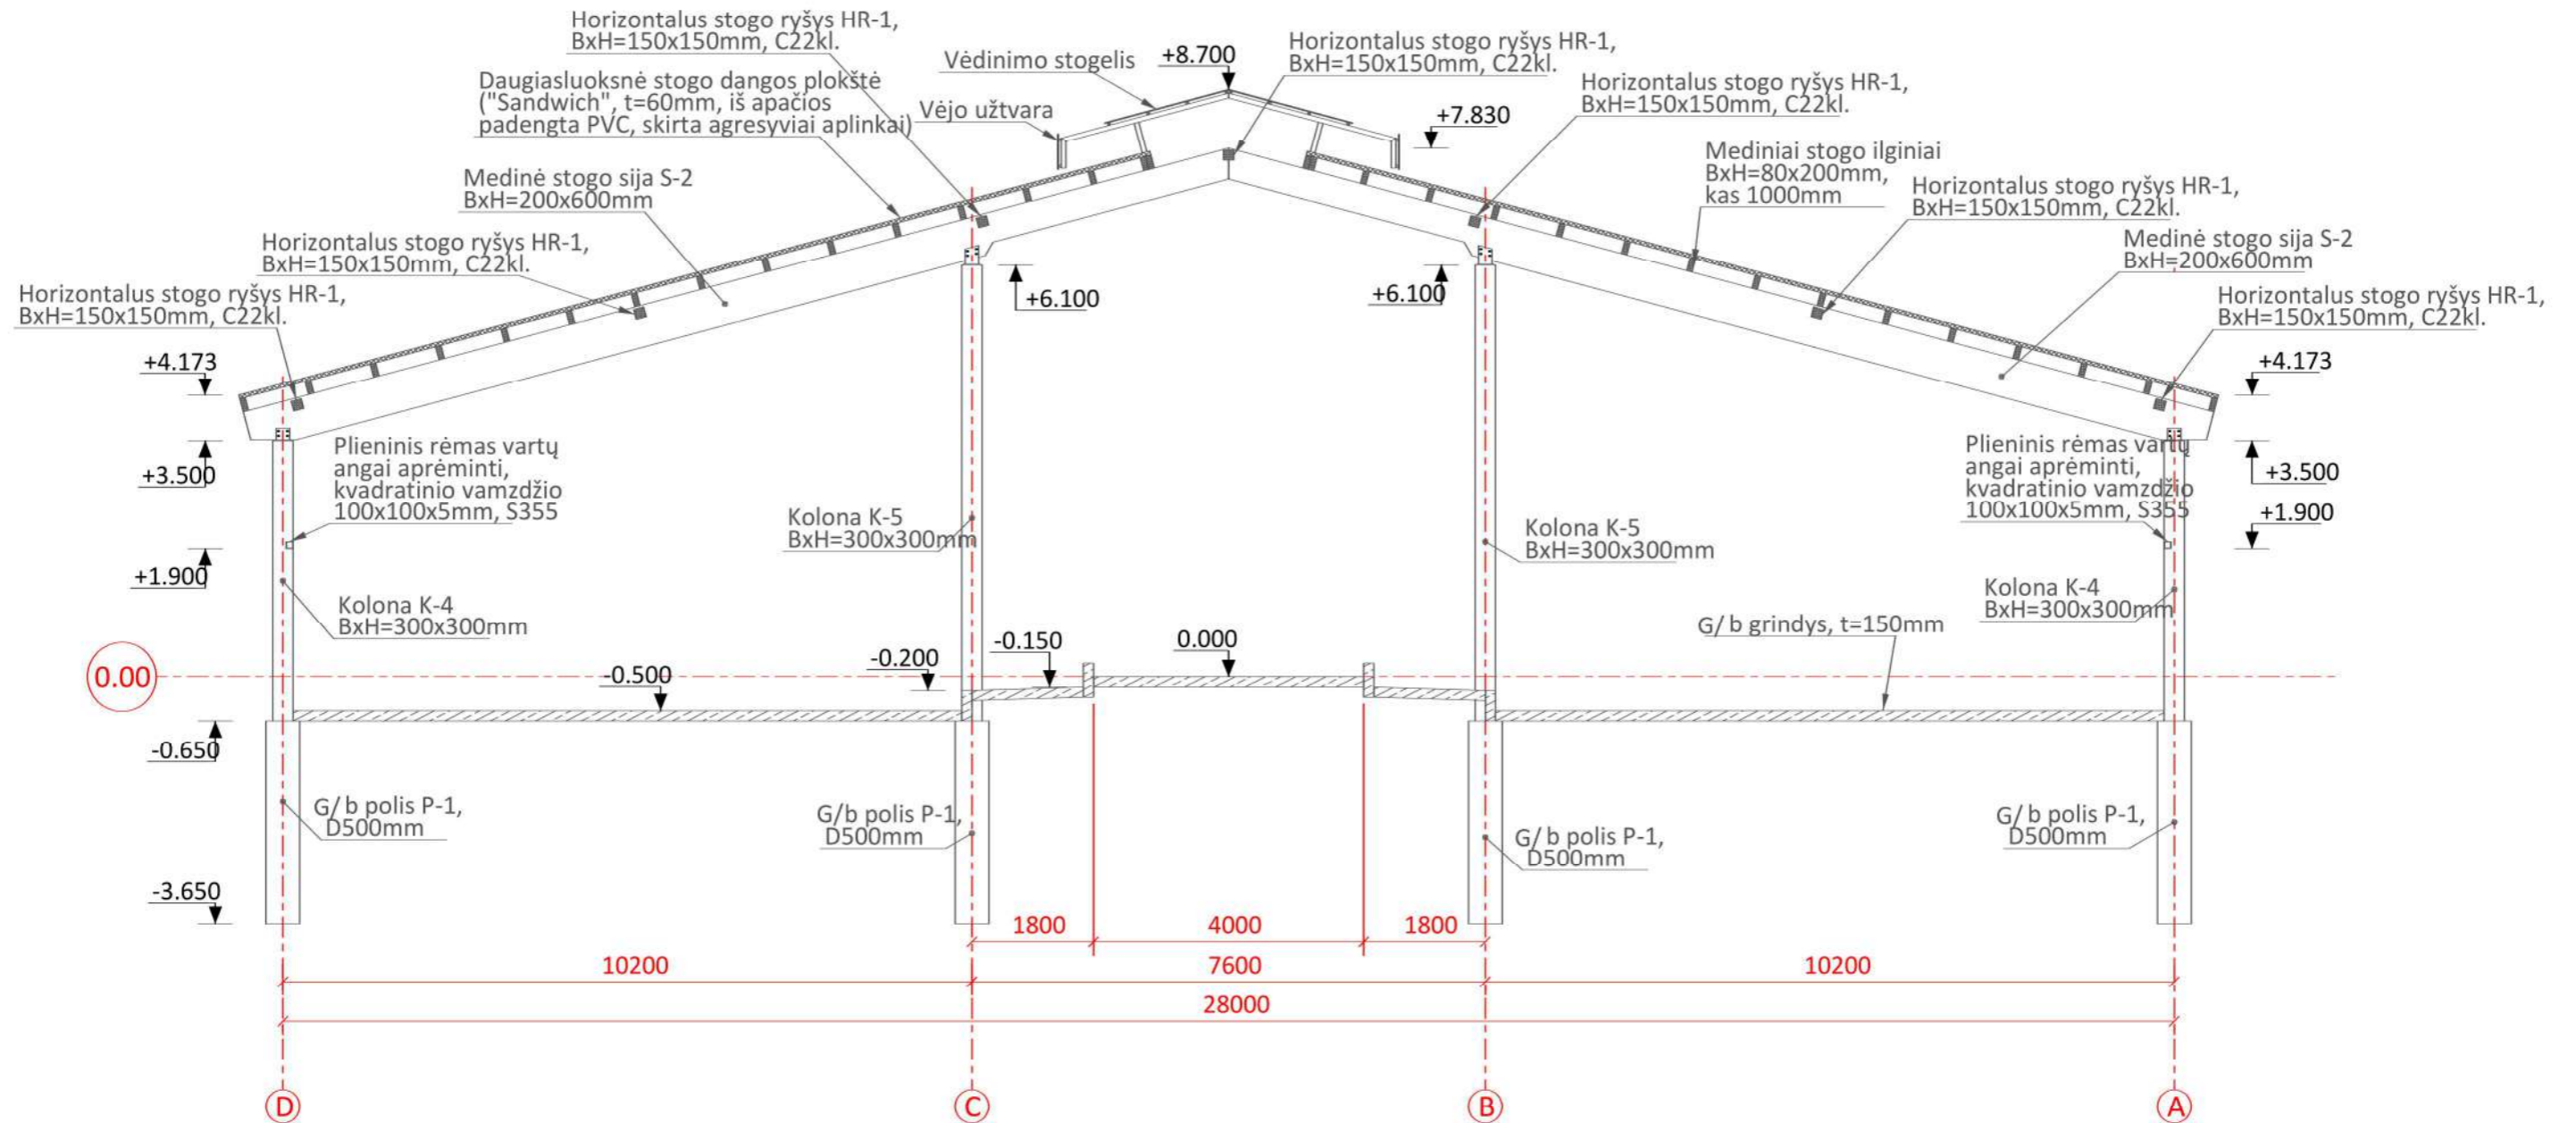 Horizontalus stogo ryšys HR-1,
BxH=150x150mm, C22kl.
Vėdinimo stogelis
+8.700
Horizontalus stogo ryšys HR-1,
BxH=150x150mm, C22kl.
Daugiasluoksnė stogo dangos plokštė
("Sandwich", t=60mm, iš apačios
padengta PVC, skirta agresyviai aplinkai)
Vėjo užtvara
Horizontalus stogo ryšys HR-1,
BxH=150x150mm, C22kl.
+7.830
Medinė stogo sija S-2
BxH=200x600mm
Mediniai stogo ilginiai
BxH=80x200mm,
kas 1000mm
Horizontalus stogo ryšys HR-1,
BxH=150x150mm, C22kl.
Horizontalus stogo ryšys HR-1,
BxH=150x150mm, C22kl.
Medinė stogo sija S-2
BxH=200x600mm
Horizontalus stogo ryšys HR-1,
BxH=150x150mm, C22kl.
+6.100
+6.100
Horizontalus stogo ryšys HR-1,
BxH=150x150mm, C22kl.
+4.173
+4.173
+3.500
Plieninis rėmas vartų
angai aprėminti,
kvadratinio vamzdžio
100x100x5mm, S355
Plieninis rėmas vartų
angai aprėminti,
kvadratinio vamzdžio
100x100x5mm, S355
+3.500
+1.900
Kolona K-5
BxH=300x300mm
Kolona K-5
BxH=300x300mm
+1.900
Kolona K-4
BxH=300x300mm
Kolona K-4
BxH=300x300mm
G/b grindys, t=150mm
0.00
-0.500
-0.200
-0.150
0.000
-0.650
G/b polis P-1,
D500mm
G/b polis P-1,
D500mm
G/b polis P-1,
D500mm
G/b polis P-1,
D500mm
-3.650
1800
4000
1800
10200
7600
10200
28000
D
C
B
A